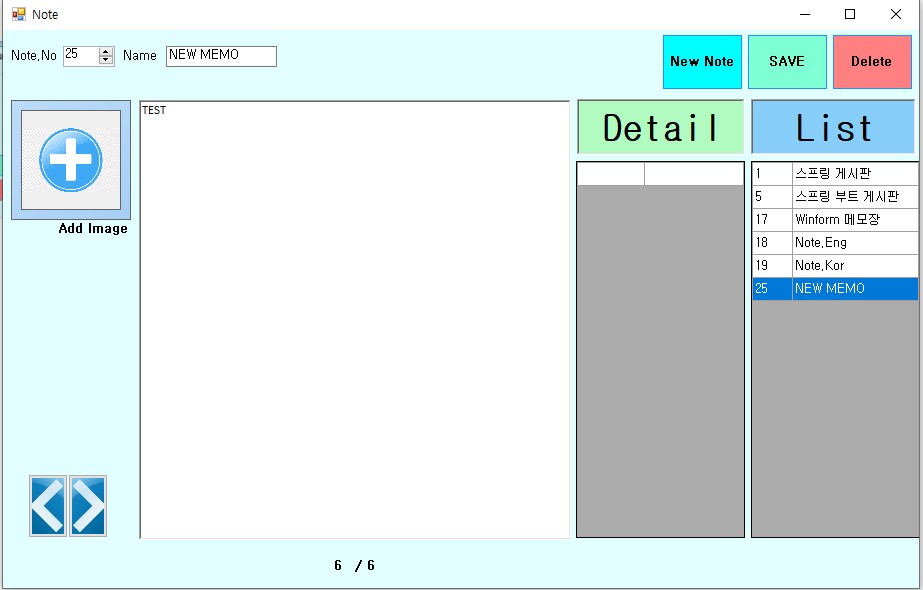 Note
Note,No 25 Name NEW MEMO
New Note SAVE Delete
TEST
Detail List
1 스프링 게시판
5 스프링 부트 게시판
17 Winform 메모장
18 Note,Eng
19 Note,Kor
25 NEW MEMO
Add Image
6 / 6